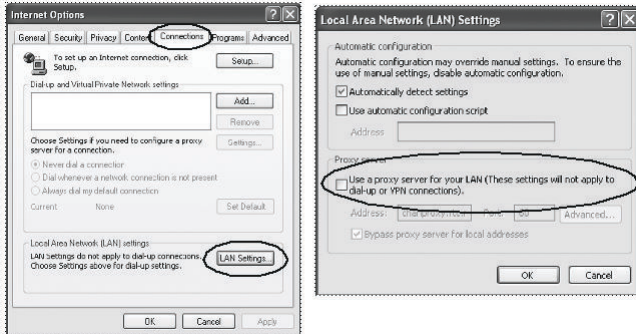 Internet Options
General Security Privacy Content Connections Programs Advanced
To set up an Internet connection, click
Setup.
Setup...
Dial-up and Virtual Private Network settings
Add...
Remove
Choose Settings if you need to configure a proxy
server for a connection.
Settings...
Never dial a connection
Dial whenever a network connection is not present
Always dial my default connection
Current None
Set Default
Local Area Network (LAN) settings
LAN Settings do not apply to dial-up connections.
Choose Settings above for dial-up settings.
LAN Settings...
OK Cancel Apply
Local Area Network (LAN) Settings
Automatic configuration
Automatic configuration may override manual settings. To ensure the
use of manual settings, disable automatic configuration.
Automatically detect settings
Use automatic configuration script
Address
Proxy server
Use a proxy server for your LAN (These settings will not apply to
dial-up or VPN connections).
Address: Port: 80 Advanced...
Bypass proxy server for local addresses
OK Cancel